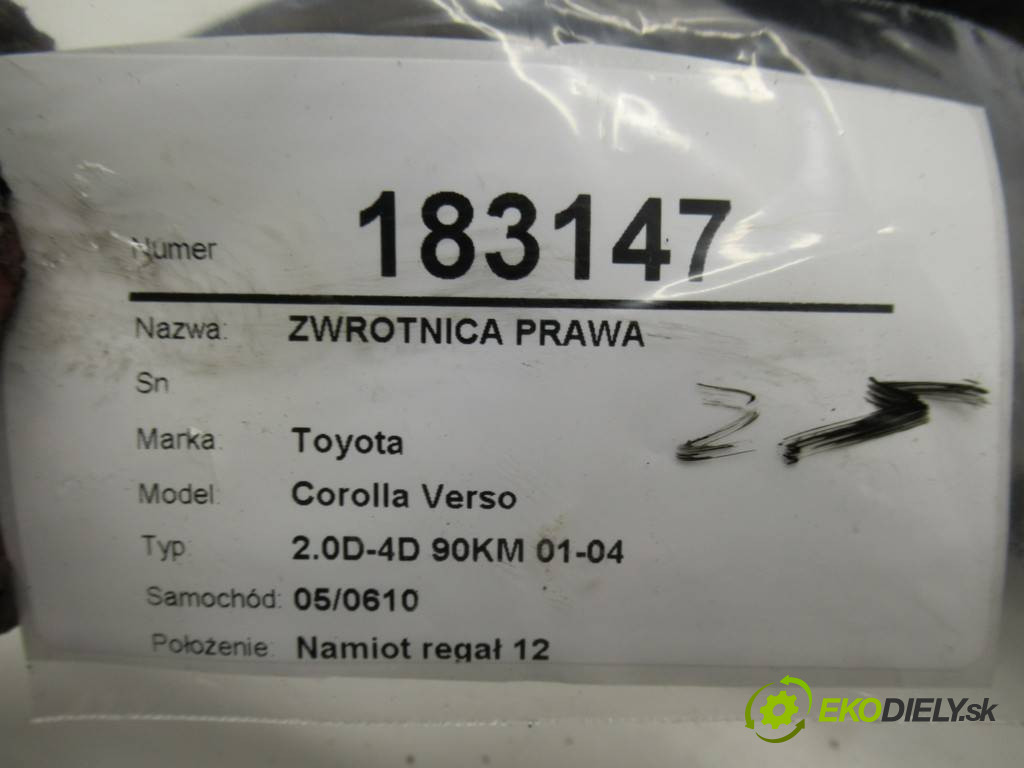 Numer 183147
Nazwa: ZWROTNICA PRAWA
Sn
25
Marka: Toyota
Model: Corolla Verso
Typ: 2.0D-4D 90KM 01-04
Samochód: 05/0610
Położenie: Namiot regał 12
EKODIELY.sk